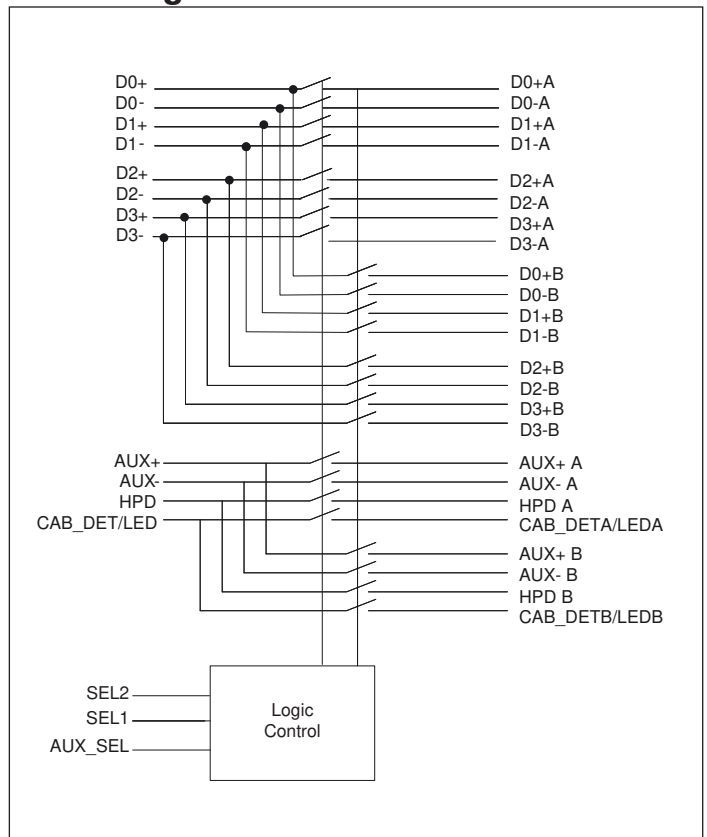 D0+ D0+A
D0- D0-A
D1+ D1+A
D1- D1-A
D2+ D2+A
D2- D2-A
D3+ D3+A
D3- D3-A
D0+B
D0-B
D1+B
D1-B
D2+B
D2-B
D3+B
D3-B
AUX+ AUX+ A
AUX- AUX- A
HPD HPD A
CAB_DET/LED CAB_DETA/LEDA
AUX+ B
AUX- B
HPD B
CAB_DETB/LEDB
SEL2
SEL1
AUX_SEL
Logic
Control